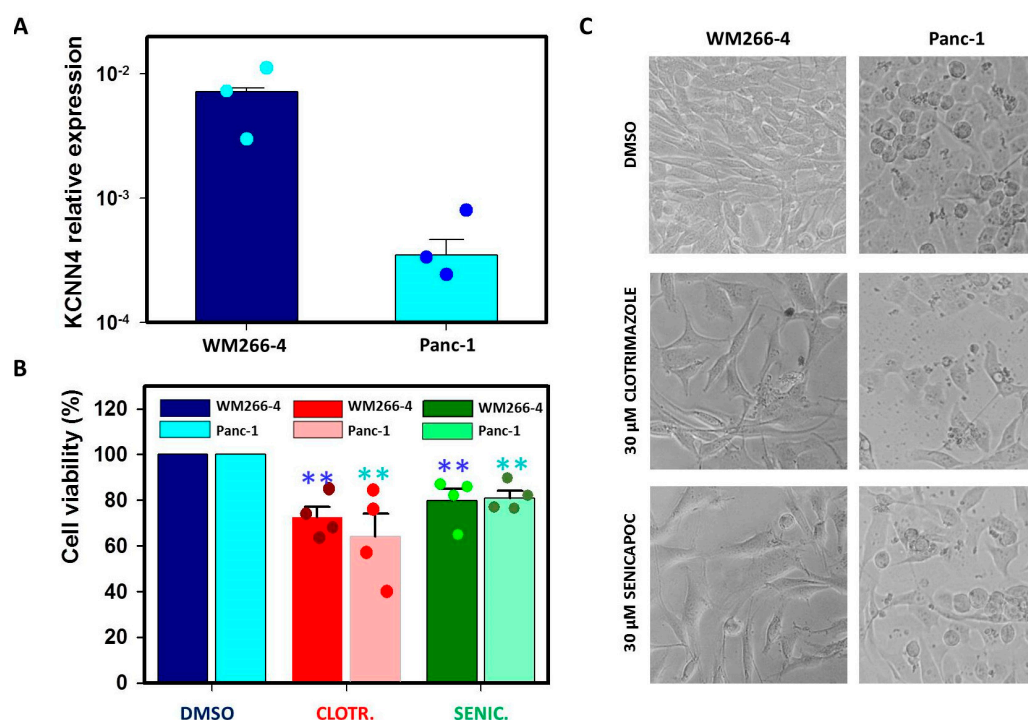 A
KCNN4 relative expression
10⁻²
10⁻³
10⁻⁴
WM266-4 Panc-1
B
Cell viability (%)
120
100
80
60
40
20
0
WM266-4 WM266-4 WM266-4
Panc-1 Panc-1 Panc-1
** ** ** **
DMSO CLOTR. SENIC.
C
WM266-4 Panc-1
DMSO
30 µM CLOTRIMAZOLE
30 µM SENICAPOC